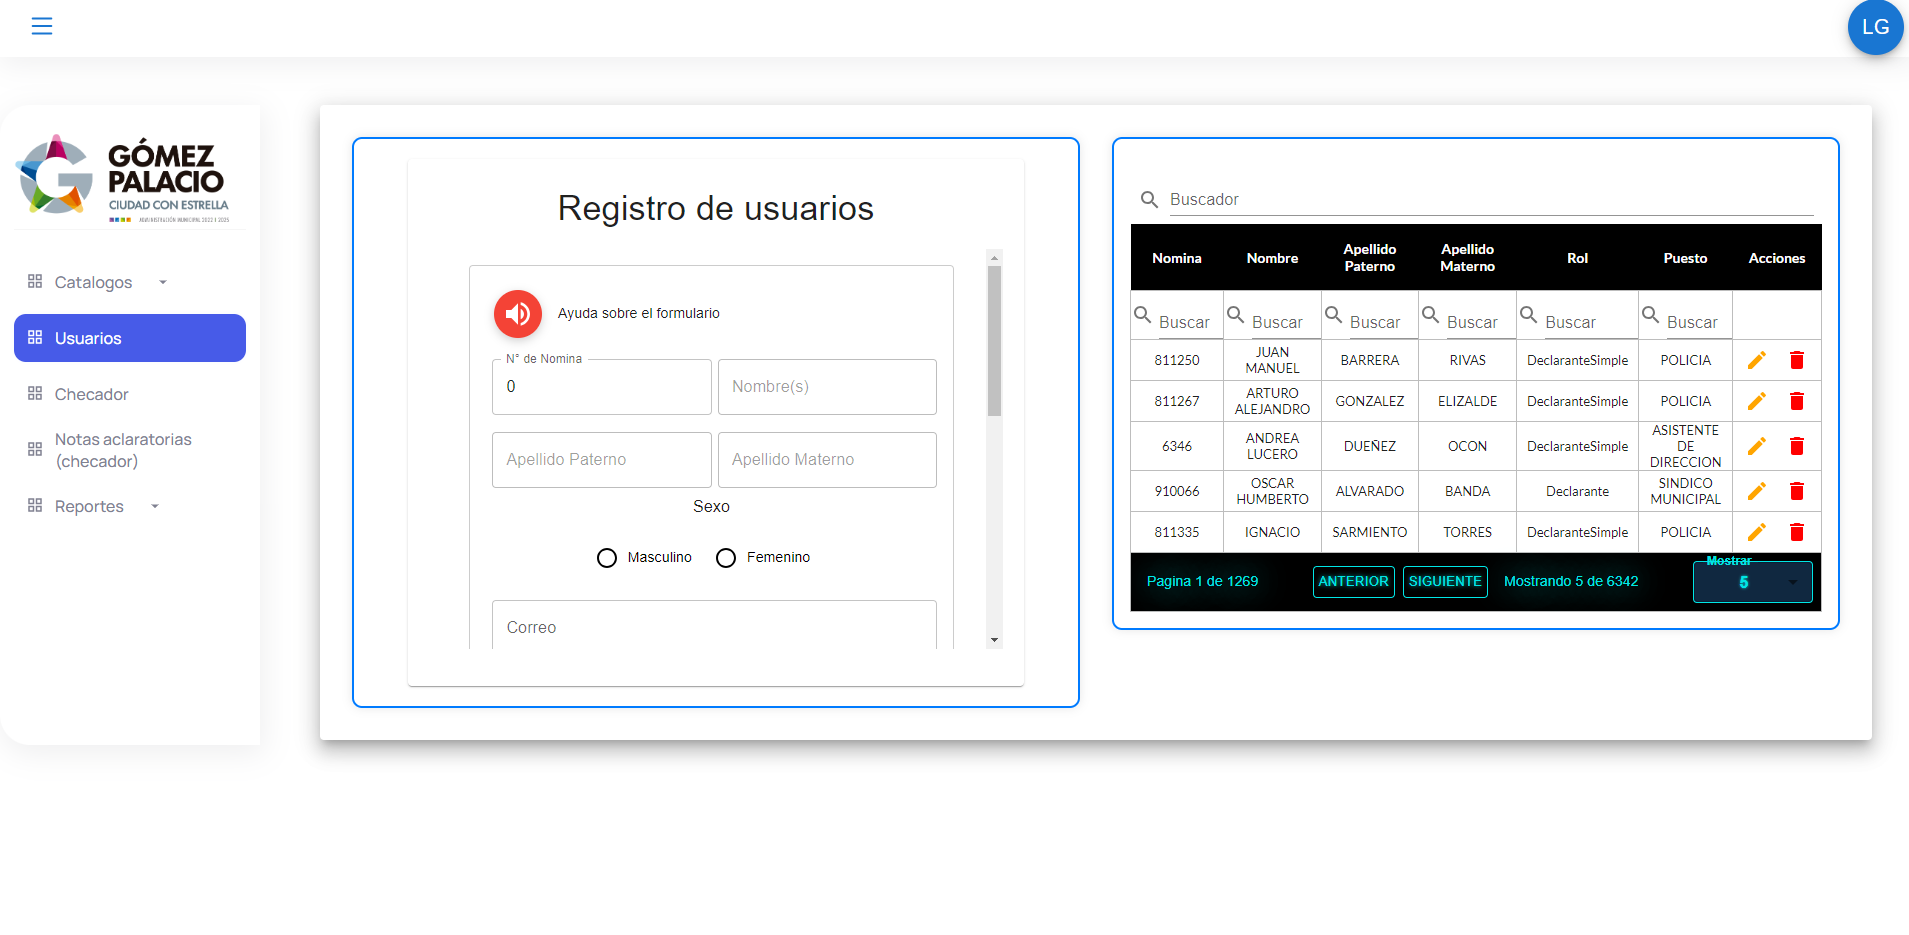 LG
GÓMEZ
PALACIO
CIUDAD CON ESTRELLA
ADMINISTRACIÓN MUNICIPAL 2022 | 2025
Catalogos
Usuarios
Checador
Notas aclaratorias
(checador)
Reportes
Registro de usuarios
Ayuda sobre el formulario
N° de Nomina
0
Nombre(s)
Apellido Paterno
Apellido Materno
Sexo
Masculino
Femenino
Correo
Buscador
Nomina
Nombre
Apellido
Paterno
Apellido
Materno
Rol
Puesto
Acciones
Buscar
Buscar
Buscar
Buscar
Buscar
Buscar
811250
JUAN
MANUEL
BARRERA
RIVAS
DeclaranteSimple
POLICIA
811267
ARTURO
ALEJANDRO
GONZALEZ
ELIZALDE
DeclaranteSimple
POLICIA
6346
ANDREA
LUCERO
DUEÑEZ
OCON
DeclaranteSimple
ASISTENTE
DE
DIRECCION
910066
OSCAR
HUMBERTO
ALVARADO
BANDA
Declarante
SINDICO
MUNICIPAL
811335
IGNACIO
SARMIENTO
TORRES
DeclaranteSimple
POLICIA
Pagina 1 de 1269
ANTERIOR
SIGUIENTE
Mostrando 5 de 6342
Mostrar
5